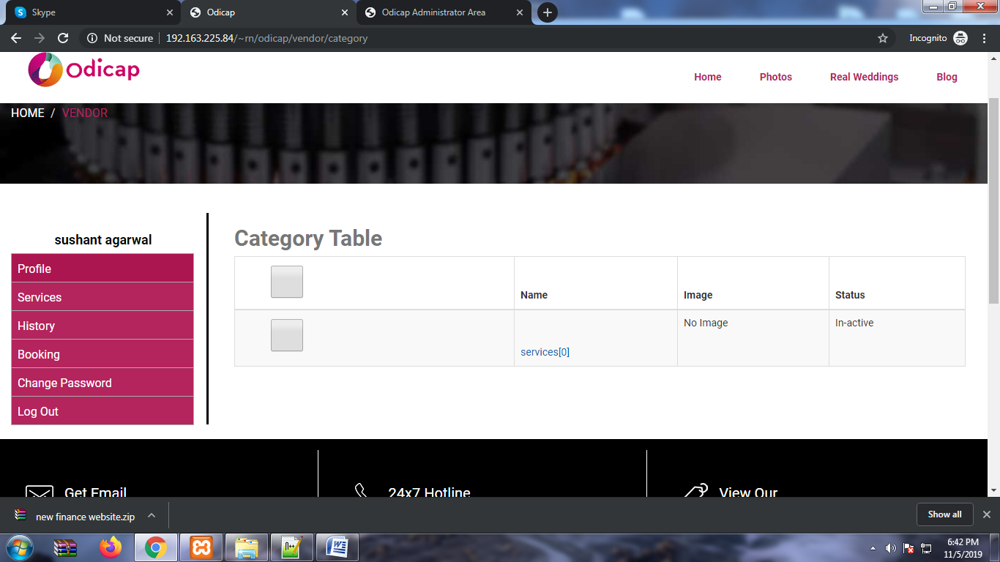 Skype
Odicap
Odicap Administrator Area
Not secure
192.163.225.84/~rn/odicap/vendor/category
Incognito
Odicap
Home
Photos
Real Weddings
Blog
HOME / VENDOR
sushant agarwal
Profile
Services
History
Booking
Change Password
Log Out
Category Table
Name
Image
Status
services[0]
No Image
In-active
Get Email
24x7 Hotline
View Our
new finance website.zip
Show all
6:42 PM
11/5/2019